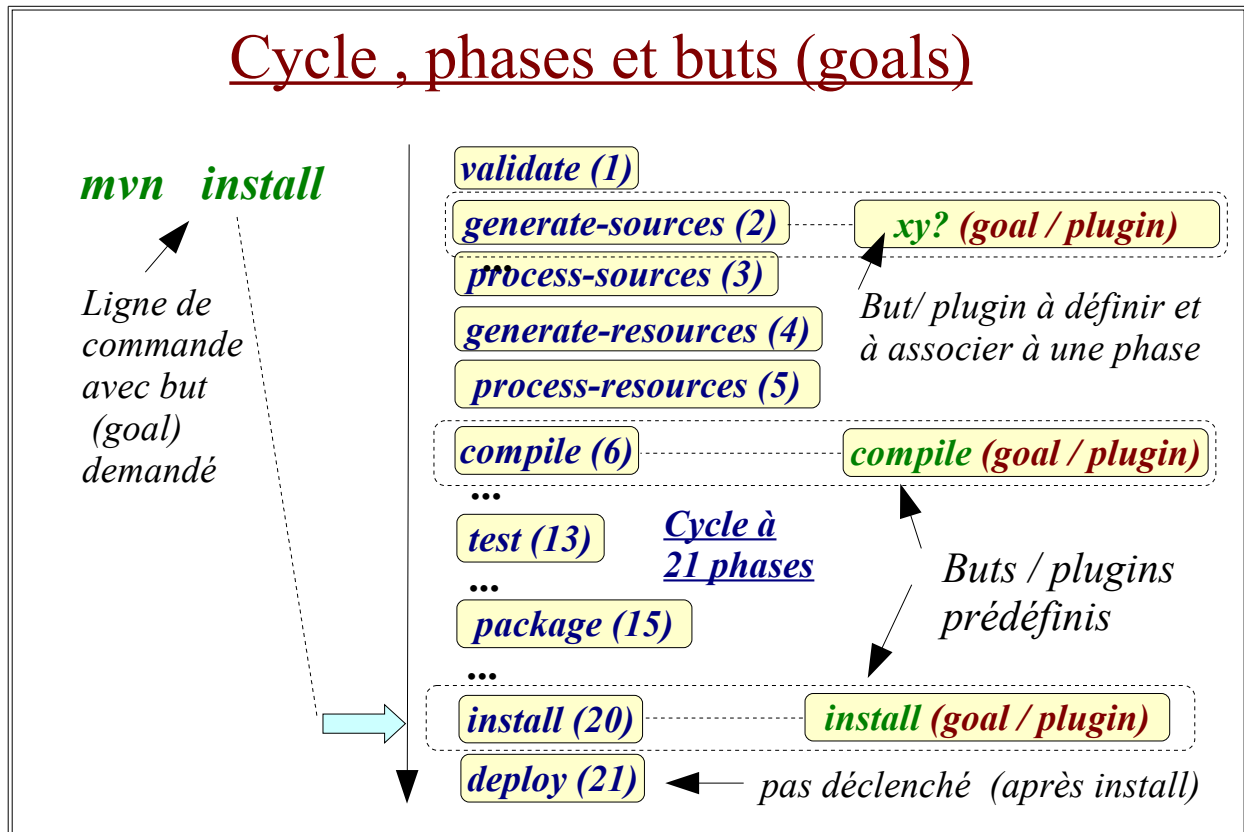 Cycle , phases et buts (goals)
mvn install
Ligne de
commande
avec but
(goal)
demandé
validate (1)
generate-sources (2)
xy? (goal / plugin)
...
process-sources (3)
But/ plugin à définir et
à associer à une phase
generate-resources (4)
process-resources (5)
compile (6)
compile (goal / plugin)
...
test (13)
Cycle à
21 phases
...
Buts / plugins
prédéfinis
package (15)
...
install (20)
install (goal / plugin)
deploy (21)
pas déclenché (après install)